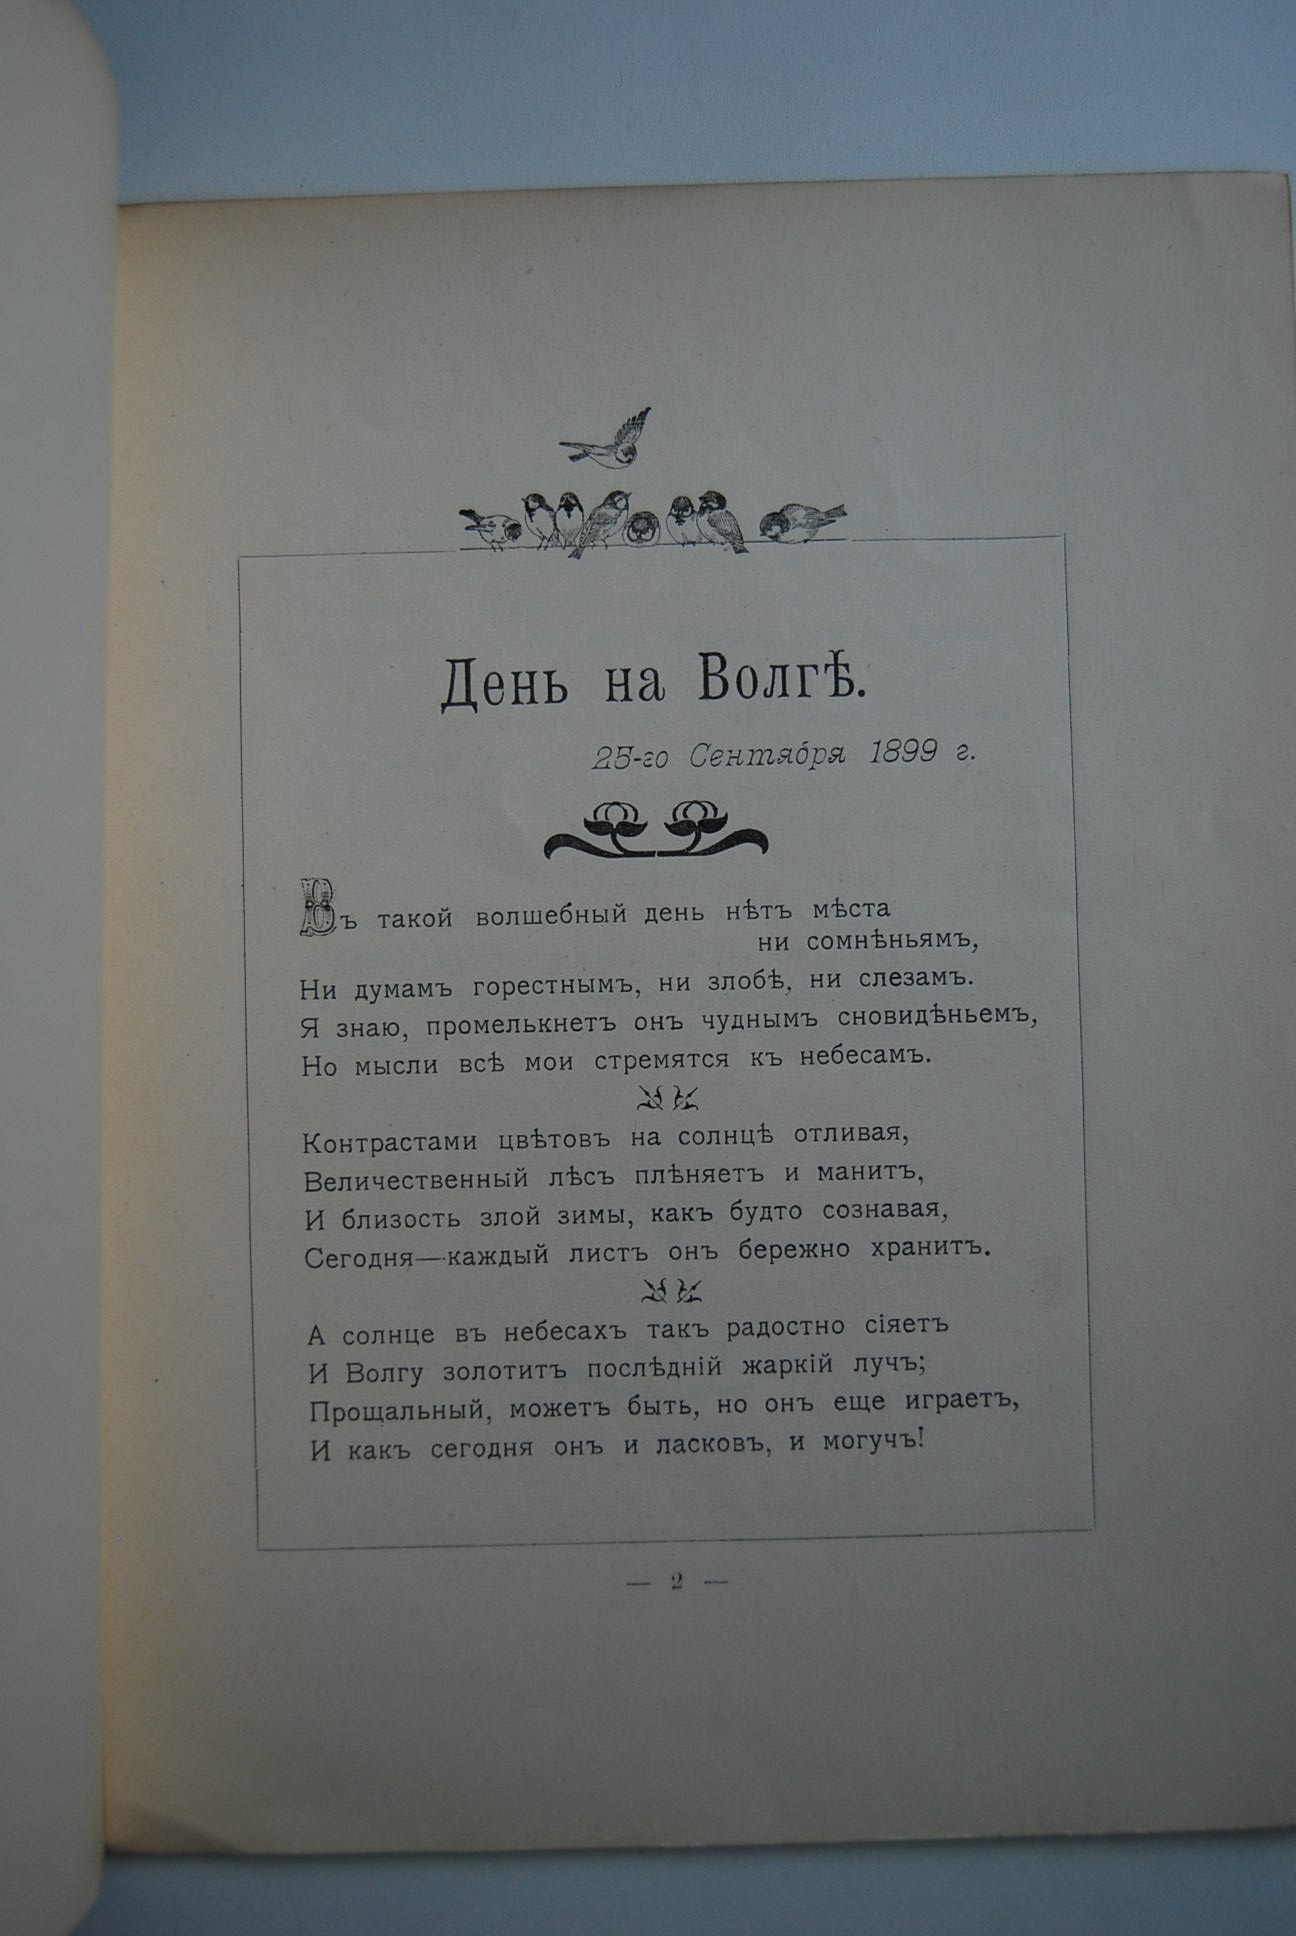 День на Волгѣ.
25-го Сентября 1899 г.
Въ такой волшебный день нѣтъ мѣста
ни сомнѣньямъ,
Ни думамъ горестнымъ, ни злобѣ, ни слезамъ.
Я знаю, промелькнетъ онъ чуднымъ сновидѣньемъ,
Но мысли всѣ мои стремятся къ небесамъ.
Контрастами цвѣтовъ на солнцѣ отливая,
Величественный лѣсъ плѣняетъ и манитъ,
И близость злой зимы, какъ будто сознавая,
Сегодня—каждый листъ онъ бережно хранитъ.
А солнце въ небесахъ такъ радостно сіяетъ
И Волгу золотитъ послѣдній жаркій лучъ;
Прощальный, можетъ быть, но онъ еще играетъ,
И какъ сегодня онъ и ласковъ, и могучъ!
— 2 —